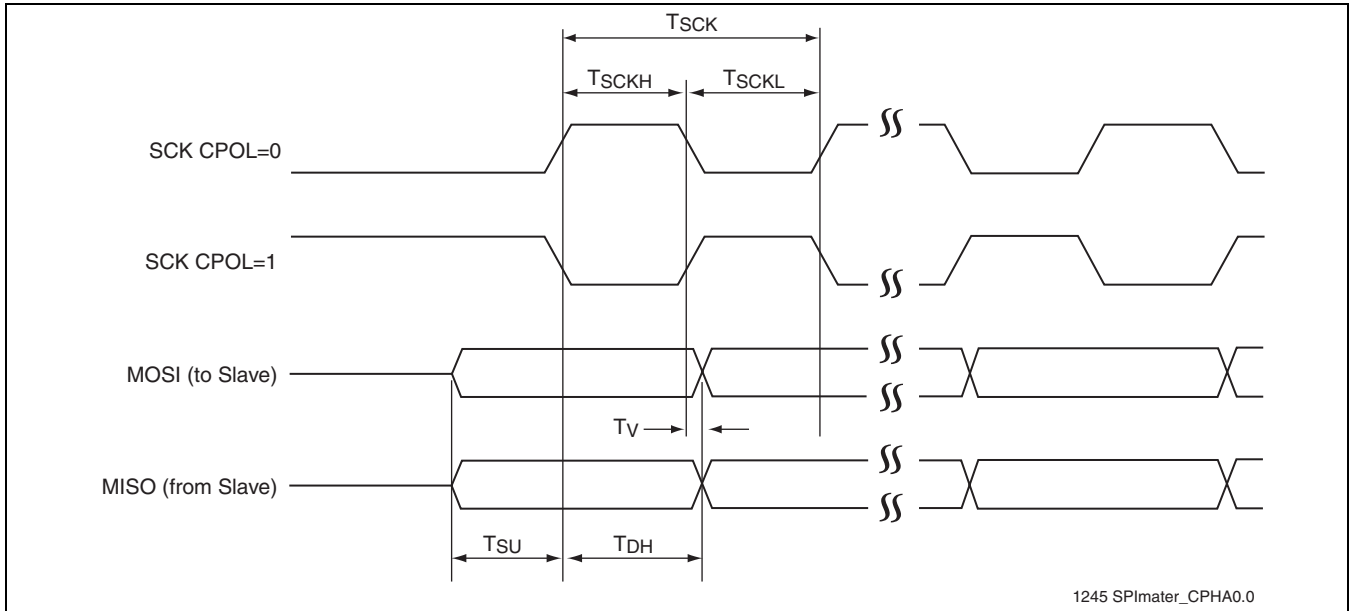 TSCK
TSCKH
TSCKL
SCK CPOL=0
SCK CPOL=1
MOSI (to Slave)
TV
MISO (from Slave)
TSU
TDH
1245 SPImater_CPHA0.0